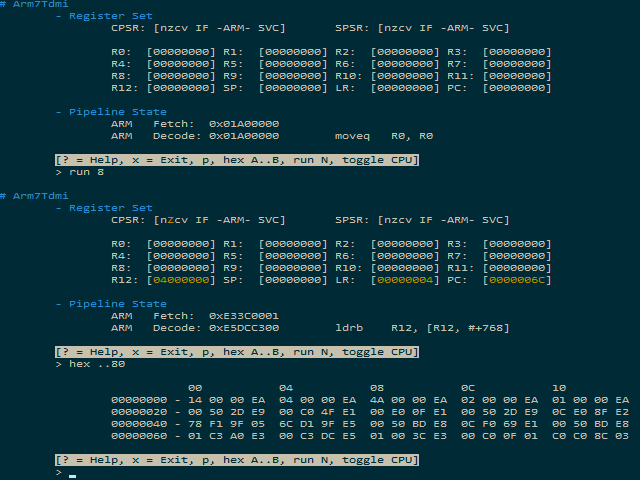 # Arm7Tdmi
- Register Set
CPSR: [nzcv IF -ARM- SVC] SPSR: [nzcv IF -ARM- SVC]
R0: [00000000] R1: [00000000] R2: [00000000] R3: [00000000]
R4: [00000000] R5: [00000000] R6: [00000000] R7: [00000000]
R8: [00000000] R9: [00000000] R10: [00000000] R11: [00000000]
R12: [00000000] SP: [00000000] LR: [00000000] PC: [00000000]
- Pipeline State
ARM Fetch: 0x01A00000
ARM Decode: 0x01A00000 moveq R0, R0
[? = Help, x = Exit, p, hex A..B, run N, toggle CPU]
> run 8
# Arm7Tdmi
- Register Set
CPSR: [nZcv IF -ARM- SVC] SPSR: [nzcv IF -ARM- SVC]
R0: [00000000] R1: [00000000] R2: [00000000] R3: [00000000]
R4: [00000000] R5: [00000000] R6: [00000000] R7: [00000000]
R8: [00000000] R9: [00000000] R10: [00000000] R11: [00000000]
R12: [04000000] SP: [00000000] LR: [00000004] PC: [0000006C]
- Pipeline State
ARM Fetch: 0xE33C0001
ARM Decode: 0xE5DCC300 ldrb R12, [R12, #+768]
[? = Help, x = Exit, p, hex A..B, run N, toggle CPU]
> hex ..80
00 04 08 0C 10
00000000 - 14 00 00 EA 04 00 00 EA 4A 00 00 EA 02 00 00 EA 01 00 00 EA
00000020 - 00 50 2D E9 00 C0 4F E1 00 E0 0F E1 00 50 2D E9 0C E0 8F E2
00000040 - 78 F1 9F 05 6C D1 9F E5 00 50 BD E8 0C F0 69 E1 00 50 BD E8
00000060 - 01 C3 A0 E3 00 C3 DC E5 01 00 3C E3 00 C0 0F 01 C0 C0 8C 03
[? = Help, x = Exit, p, hex A..B, run N, toggle CPU]
> _